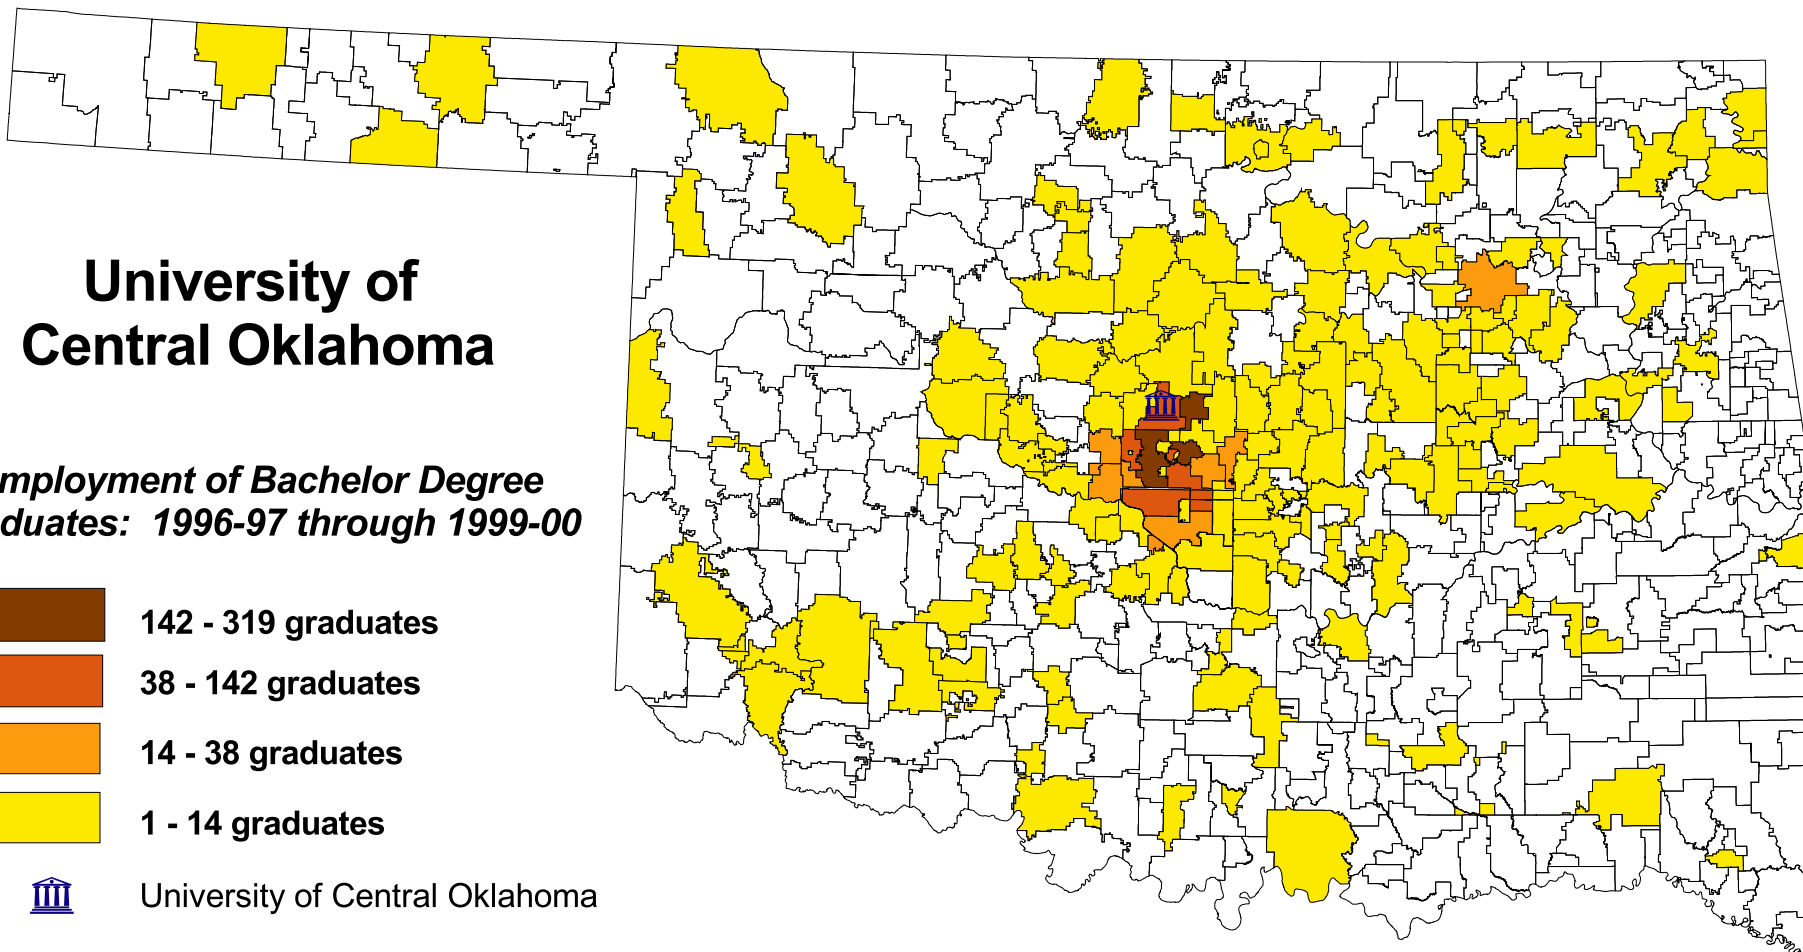 University of
Central Oklahoma
mployment of Bachelor Degree
duates: 1996-97 through 1999-00
142 - 319 graduates
38 - 142 graduates
14 - 38 graduates
1 - 14 graduates
University of Central Oklahoma